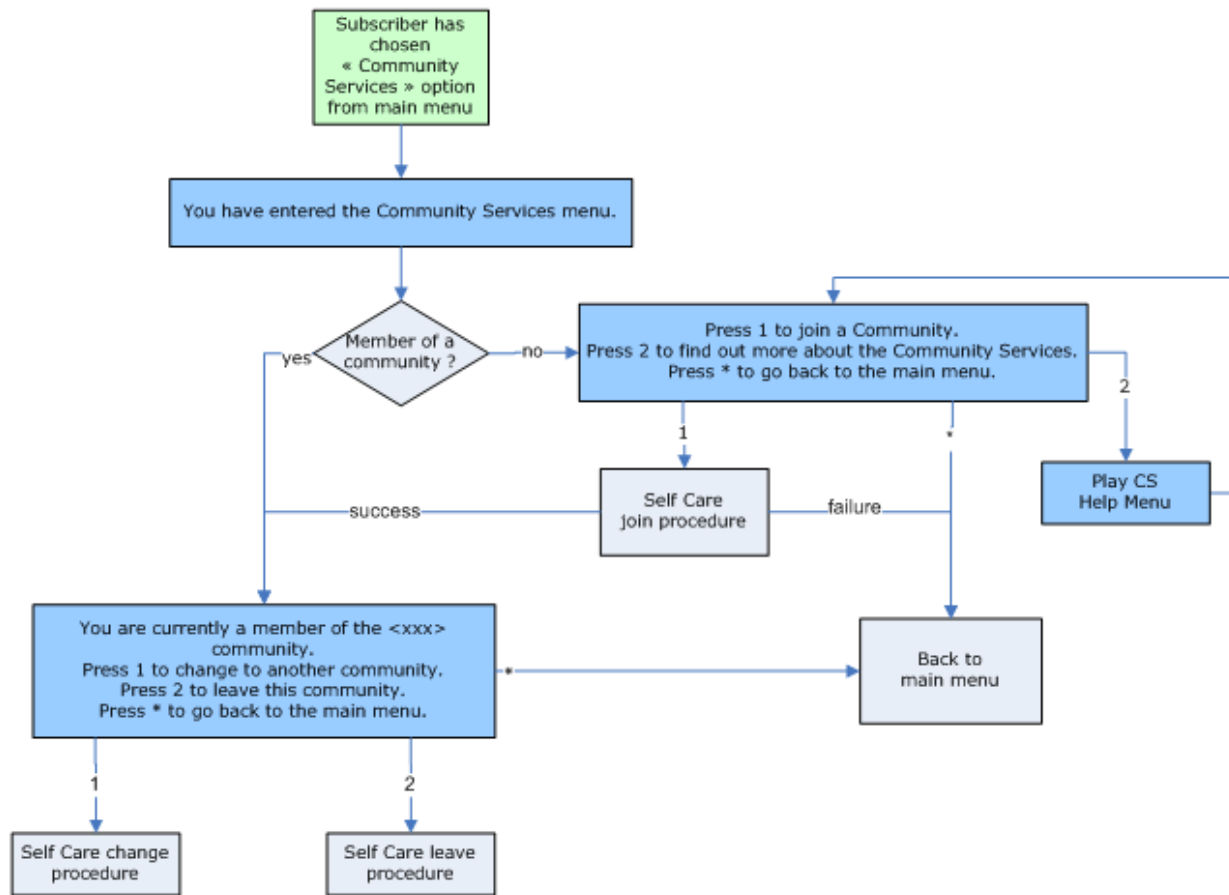 Subscriber has
chosen
« Community
Services » option
from main menu
You have entered the Community Services menu.
Member of a
community ?
yes
no
Press 1 to join a Community.
Press 2 to find out more about the Community Services.
Press * to go back to the main menu.
1
*
2
Play CS
Help Menu
Self Care
join procedure
success
failure
You are currently a member of the <xxx>
community.
Press 1 to change to another community.
Press 2 to leave this community.
Press * to go back to the main menu.
*
Back to
main menu
1
2
Self Care change
procedure
Self Care leave
procedure